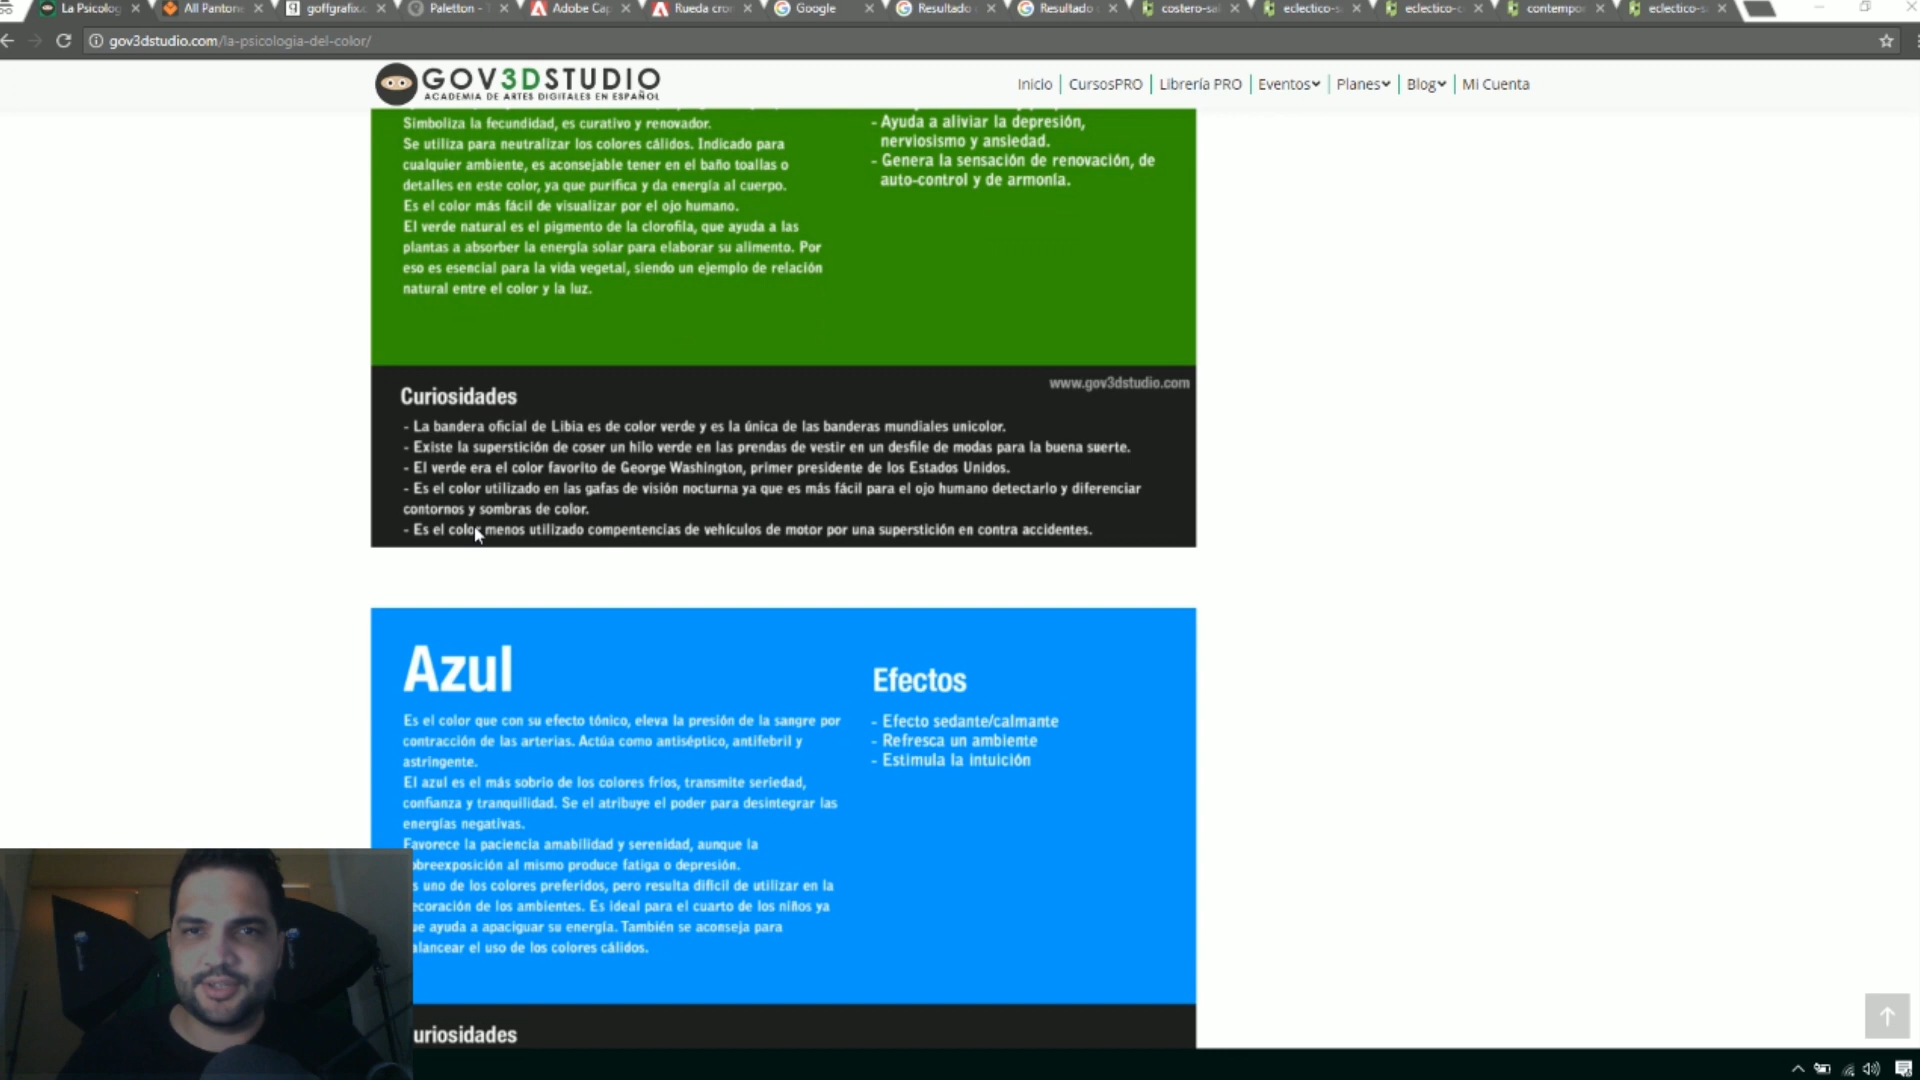 La Psicolog
All Pantone
goffgrafix.c
Paletton - T
Adobe Cap
Rueda cron
Google
Resultado
Resultado
costero-sal
eclectico-s
eclectico-c
contempor
eclectico-s
gov3dstudio.com/la-psicologia-del-color/
GOV3DSTUDIO
ACADEMIA DE ARTES DIGITALES EN ESPAÑOL
Inicio
CursosPRO
Librería PRO
Eventos
Planes
Blog
Mi Cuenta
Simboliza la fecundidad, es curativo y renovador.
Se utiliza para neutralizar los colores cálidos. Indicado para
cualquier ambiente, es aconsejable tener en el baño toallas o
detalles en este color, ya que purifica y da energía al cuerpo.
Es el color más fácil de visualizar por el ojo humano.
El verde natural es el pigmento de la clorofila, que ayuda a las
plantas a absorber la energía solar para elaborar su alimento. Por
eso es esencial para la vida vegetal, siendo un ejemplo de relación
natural entre el color y la luz.
- Ayuda a aliviar la depresión,
nerviosismo y ansiedad.
- Genera la sensación de renovación, de
auto-control y de armonía.
www.gov3dstudio.com
Curiosidades
- La bandera oficial de Libia es de color verde y es la única de las banderas mundiales unicolor.
- Existe la superstición de coser un hilo verde en las prendas de vestir en un desfile de modas para la buena suerte.
- El verde era el color favorito de George Washington, primer presidente de los Estados Unidos.
- Es el color utilizado en las gafas de visión nocturna ya que es más fácil para el ojo humano detectarlo y diferenciar
contornos y sombras de color.
- Es el color menos utilizado compentencias de vehículos de motor por una superstición en contra accidentes.
Azul
Es el color que con su efecto tónico, eleva la presión de la sangre por
contracción de las arterias. Actúa como antiséptico, antifebril y
astringente.
El azul es el más sobrio de los colores fríos, transmite seriedad,
confianza y tranquilidad. Se el atribuye el poder para desintegrar las
energías negativas.
Favorece la paciencia amabilidad y serenidad, aunque la
obreexposición al mismo produce fatiga o depresión.
s uno de los colores preferidos, pero resulta difícil de utilizar en la
ecoración de los ambientes. Es ideal para el cuarto de los niños ya
ue ayuda a apaciguar su energía. También se aconseja para
alancear el uso de los colores cálidos.
Efectos
- Efecto sedante/calmante
- Refresca un ambiente
- Estimula la intuición
uriosidades